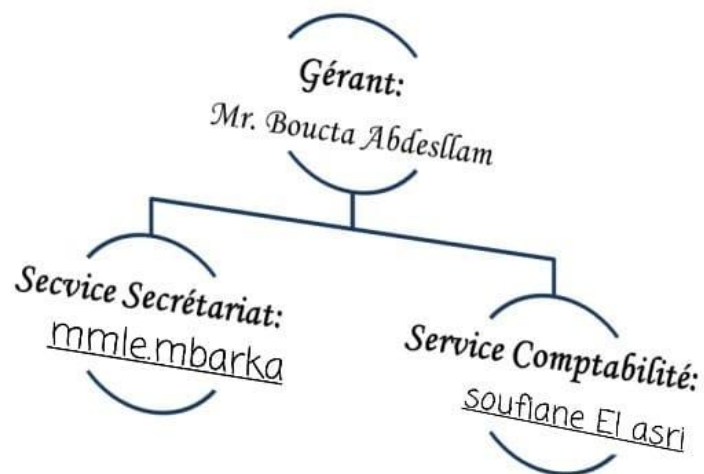 Gérant:
Mr. Boucta Abdesllam
Secvice Secrétariat:
mmle.mbarka
Service Comptabilité:
soufiane El asri